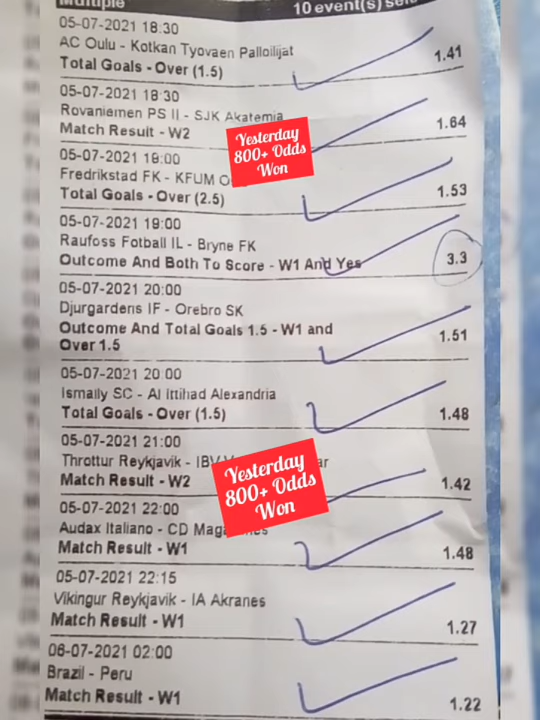 Multiple 10 event(s)
05-07-2021 18:30
AC Oulu - Kotkan Tyovaen Palloilijat
Total Goals - Over (1.5) 1.41
05-07-2021 18:30
Rovaniemen PS II - SJK Akatemia
Match Result - W2 1.64
05-07-2021 18:00
Fredrikstad FK - KFUM
Total Goals - Over (2.5) 1.53
05-07-2021 19:00
Raufoss Fotball IL - Bryne FK
Outcome And Both To Score - W1 And Yes 3.3
05-07-2021 20:00
Djurgardens IF - Orebro SK
Outcome And Total Goals 1.5 - W1 and
Over 1.5 1.51
05-07-2021 20:00
Ismaily SC - Al Ittihad Alexandria
Total Goals - Over (1.5) 1.48
05-07-2021 21:00
Throttur Reykjavik - IBV
Match Result - W2 1.42
05-07-2021 22:00
Audax Italiano - CD
Match Result - W1 1.48
05-07-2021 22:15
Vikingur Reykjavik - IA Akranes
Match Result - W1 1.27
06-07-2021 02:00
Brazil - Peru
Match Result - W1 1.22
Yesterday
800+ Odds
Won
Yesterday
800+ Odds
Won